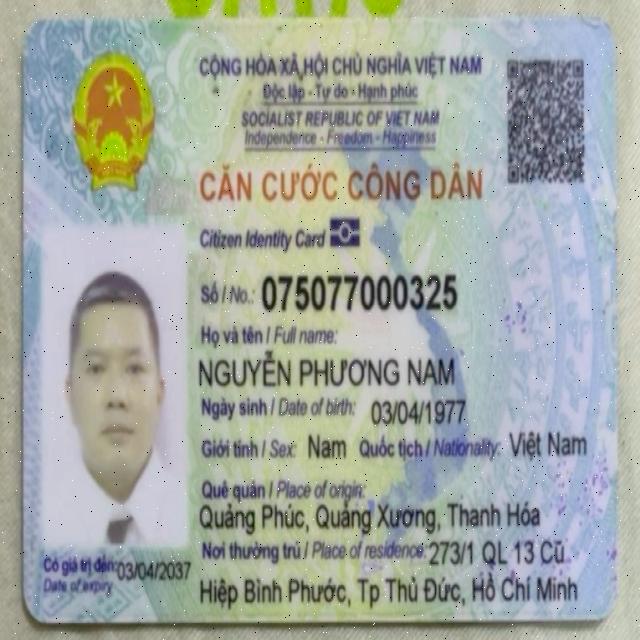 CỘNG HÒA XÃ HỘI CHỦ NGHĨA VIỆT NAM
Độc lập - Tự do - Hạnh phúc
SOCIALIST REPUBLIC OF VIET NAM
Independence - Freedom - Happiness
CĂN CƯỚC CÔNG DÂN
Citizen Identity Card
Số / No.: 075077000325
Họ và tên / Full name:
NGUYỄN PHƯƠNG NAM
Ngày sinh / Date of birth: 03/04/1977
Giới tính / Sex: Nam Quốc tịch / Nationality: Việt Nam
Quê quán / Place of origin:
Quảng Phúc, Quảng Xương, Thanh Hóa
Nơi thường trú / Place of residence: 273/1 QL 13 Cũ
Hiệp Bình Phước, Tp Thủ Đức, Hồ Chí Minh
Có giá trị đến: 03/04/2037
Date of expiry